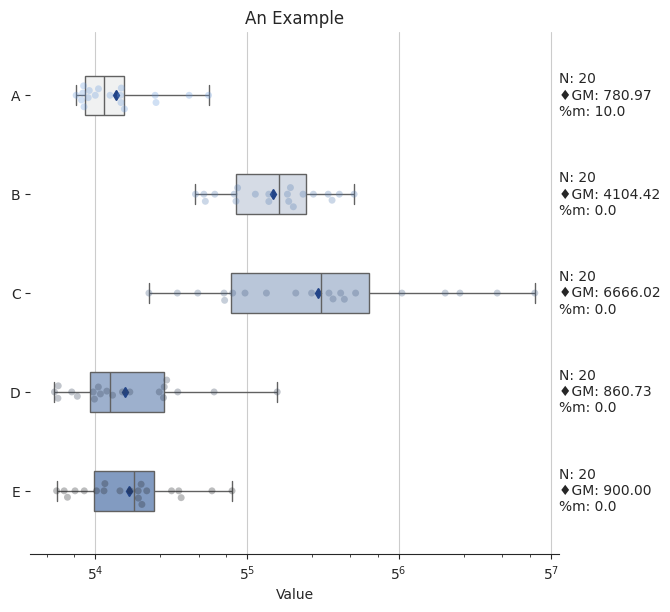 An Example
A
N: 20
♦GM: 780.97
%m: 10.0
B
N: 20
♦GM: 4104.42
%m: 0.0
C
N: 20
♦GM: 6666.02
%m: 0.0
D
N: 20
♦GM: 860.73
%m: 0.0
E
N: 20
♦GM: 900.00
%m: 0.0
5⁴ 5⁵ 5⁶ 5⁷
Value